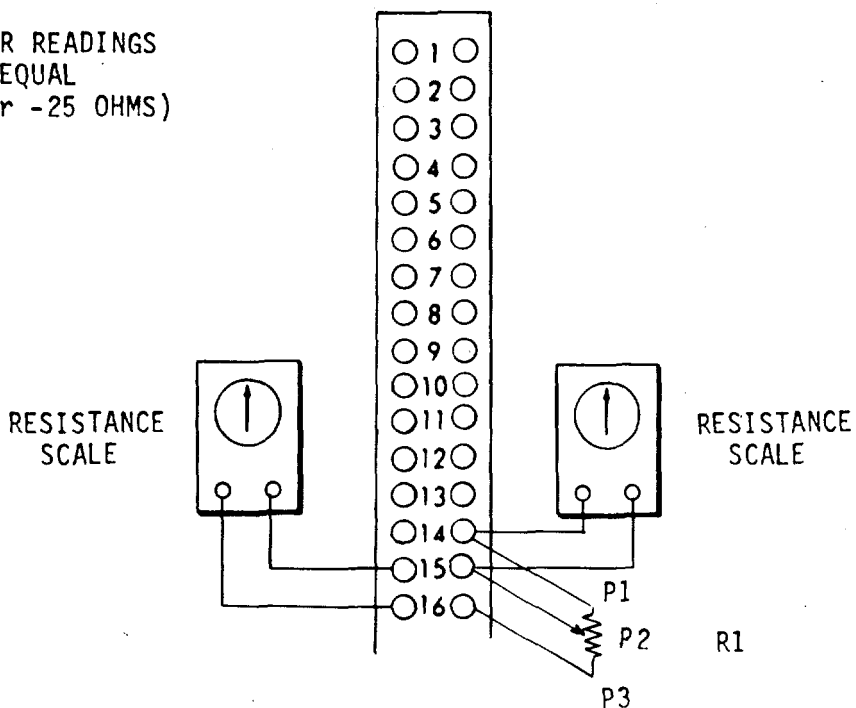 R READINGS
EQUAL
r -25 OHMS)
1
2
3
4
5
6
7
8
9
10
11
12
13
14
15
16
RESISTANCE
SCALE
RESISTANCE
SCALE
P1
P2
R1
P3